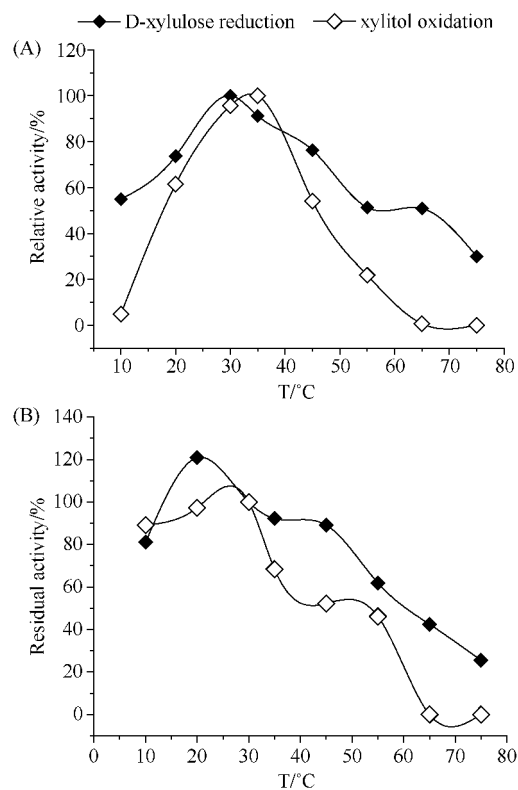 D-xylulose reduction xylitol oxidation
(A)
120
100
80
60
40
20
0
Relative activity/%
10 20 30 40 50 60 70 80
T/°C
(B)
140
120
100
80
60
40
20
0
Residual activity/%
0 10 20 30 40 50 60 70 80
T/°C